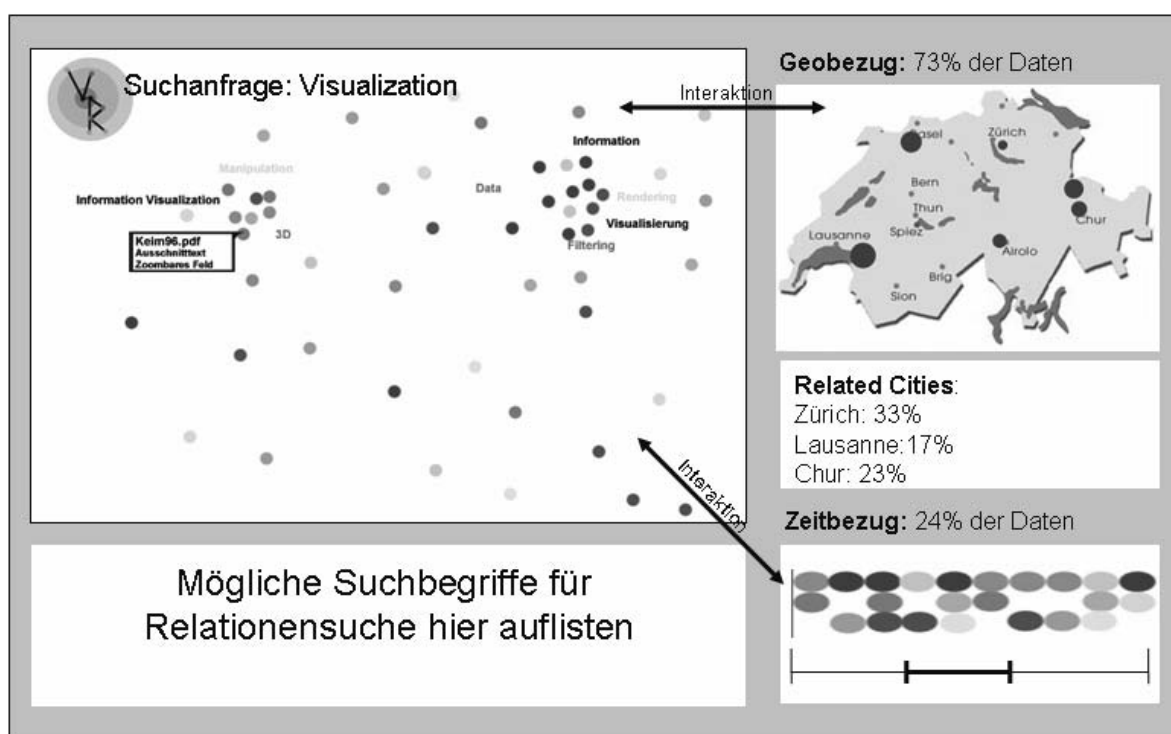 VRK
Suchanfrage: Visualization
Manipulation
Information Visualization
3D
Keim96.pdf
Ausschnitttext
Zoombares Feld
Data
Information
Rendering
Visualisierung
Filtering
Interaktion
Geobezug: 73% der Daten
Basel
Zürich
Bern
Thun
Spiez
Chur
Lausanne
Airolo
Brig
Sion
Related Cities:
Zürich: 33%
Lausanne:17%
Chur: 23%
Interaktion
Zeitbezug: 24% der Daten
Mögliche Suchbegriffe für
Relationensuche hier auflisten